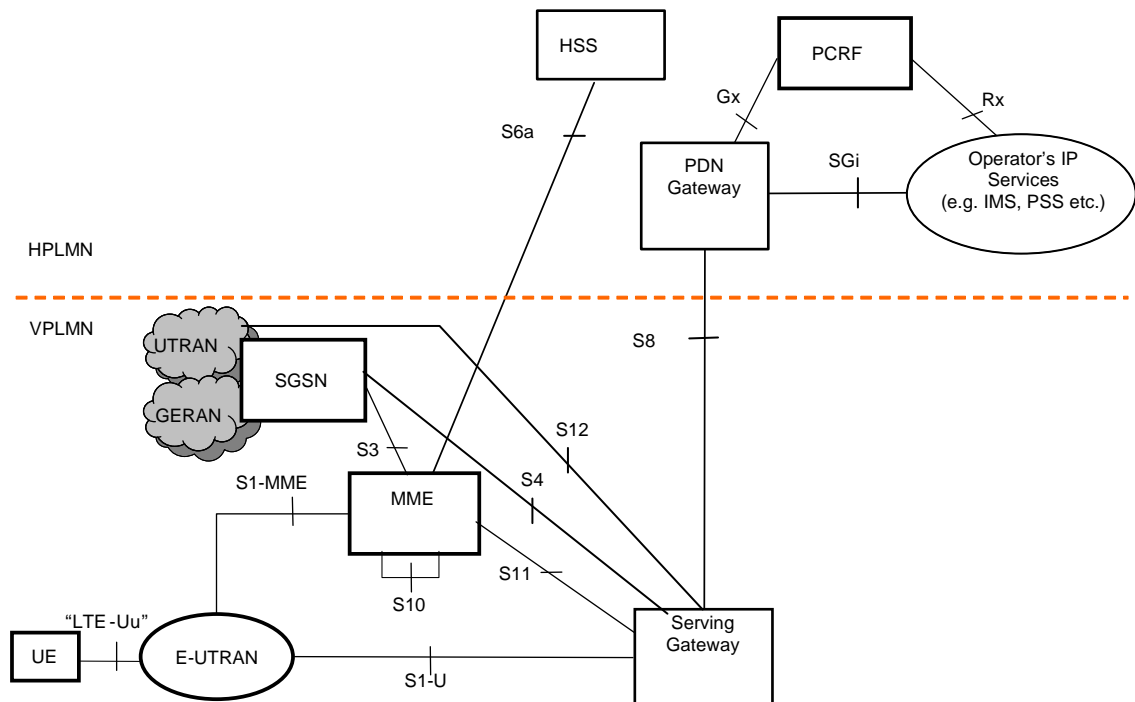 HSS
PCRF
Gx
Rx
S6a
PDN
Gateway
SGi
Operator's IP
Services
(e.g. IMS, PSS etc.)
HPLMN
VPLMN
UTRAN
S8
SGSN
GERAN
S12
S3
S4
S1-MME
MME
S11
S10
"LTE-Uu"
UE
E-UTRAN
S1-U
Serving
Gateway